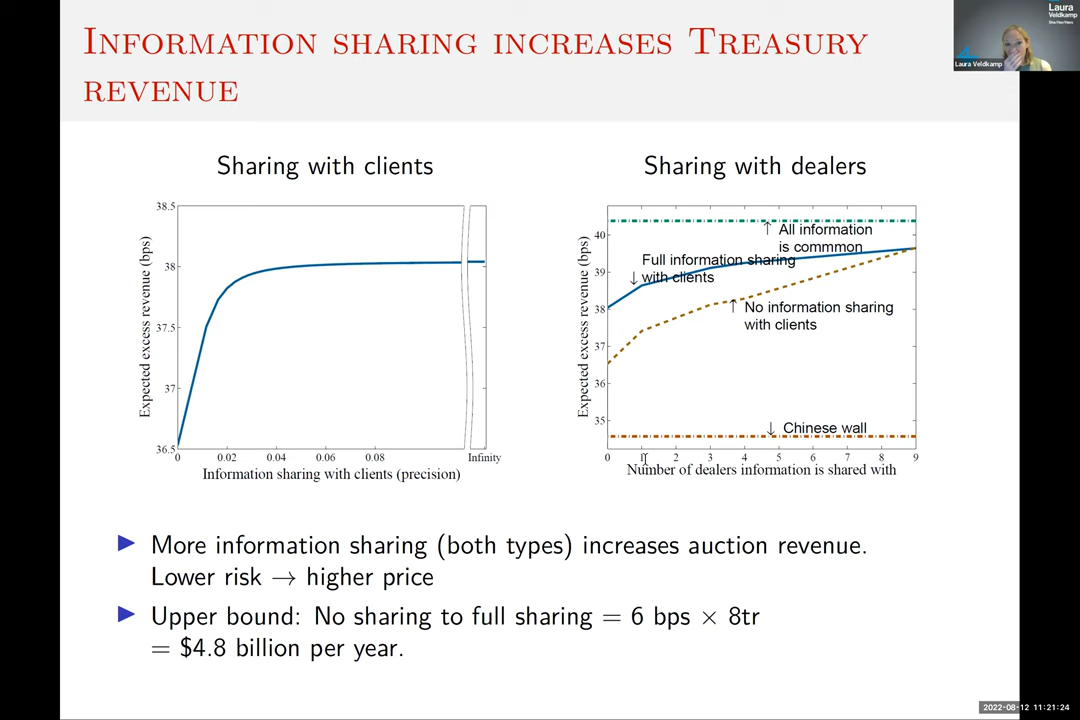 INFORMATION SHARING INCREASES TREASURY
REVENUE
Laura
Veldkamp
Laura Veldkamp
Sharing with clients
38.5
38
37.5
37
36.5
Expected excess revenue (bps)
0 0.02 0.04 0.06 0.08 Infinity
Information sharing with clients (precision)
Sharing with dealers
40
39
38
37
36
35
Expected excess revenue (bps)
↑ All information
is commmon
Full information sharing
↓ with clients
↑ No information sharing
with clients
↓ Chinese wall
0 1 2 3 4 5 6 7 8 9
Number of dealers information is shared with
▶ More information sharing (both types) increases auction revenue.
Lower risk → higher price
▶ Upper bound: No sharing to full sharing = 6 bps × 8tr
= $4.8 billion per year.
2022-08-12 11:21:24